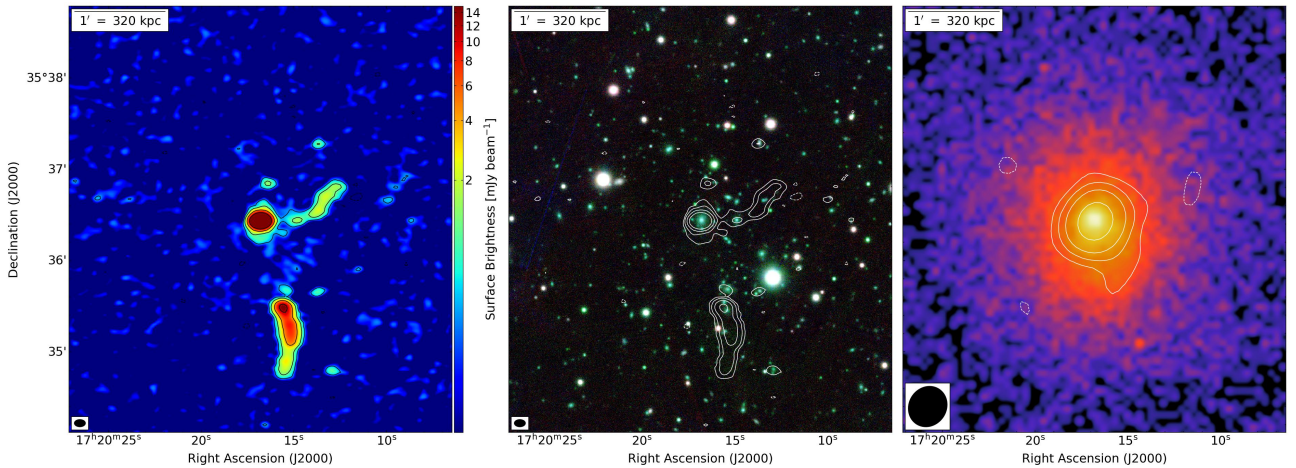 1′ = 320 kpc
14
12
10
8
6
4
2
35°38'
37'
36'
35'
Declination (J2000)
Surface Brightness [mJy beam⁻¹]
17ʰ20ᵐ25ˢ 20ˢ 15ˢ 10ˢ
Right Ascension (J2000)
1′ = 320 kpc
17ʰ20ᵐ25ˢ 20ˢ 15ˢ 10ˢ
Right Ascension (J2000)
1′ = 320 kpc
17ʰ20ᵐ25ˢ 20ˢ 15ˢ 10ˢ
Right Ascension (J2000)